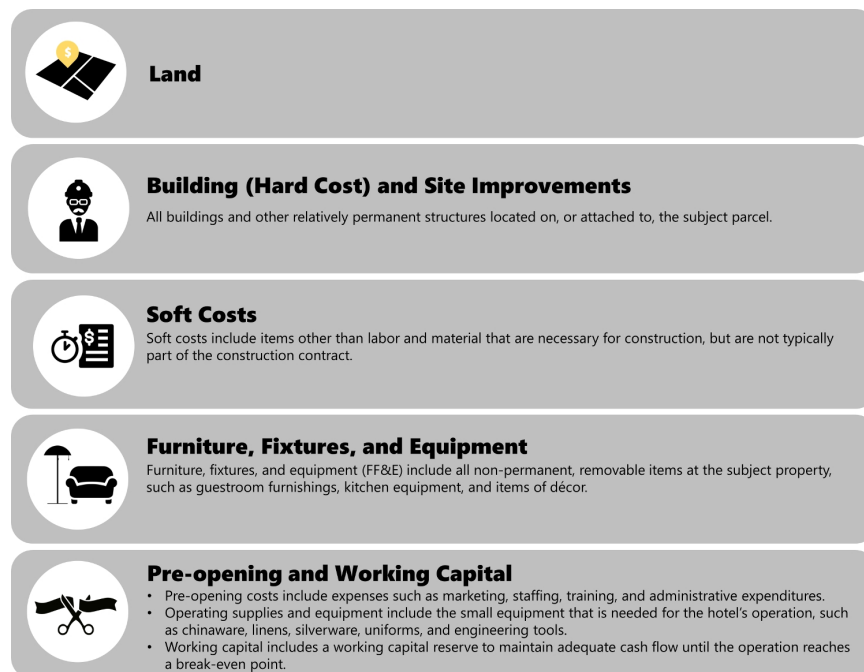 $
Land
Building (Hard Cost) and Site Improvements
All buildings and other relatively permanent structures located on, or attached to, the subject parcel.
$
Soft Costs
Soft costs include items other than labor and material that are necessary for construction, but are not typically
part of the construction contract.
Furniture, Fixtures, and Equipment
Furniture, fixtures, and equipment (FF&E) include all non-permanent, removable items at the subject property,
such as guestroom furnishings, kitchen equipment, and items of décor.
Pre-opening and Working Capital
• Pre-opening costs include expenses such as marketing, staffing, training, and administrative expenditures.
• Operating supplies and equipment include the small equipment that is needed for the hotel's operation, such
as chinaware, linens, silverware, uniforms, and engineering tools.
• Working capital includes a working capital reserve to maintain adequate cash flow until the operation reaches
a break-even point.